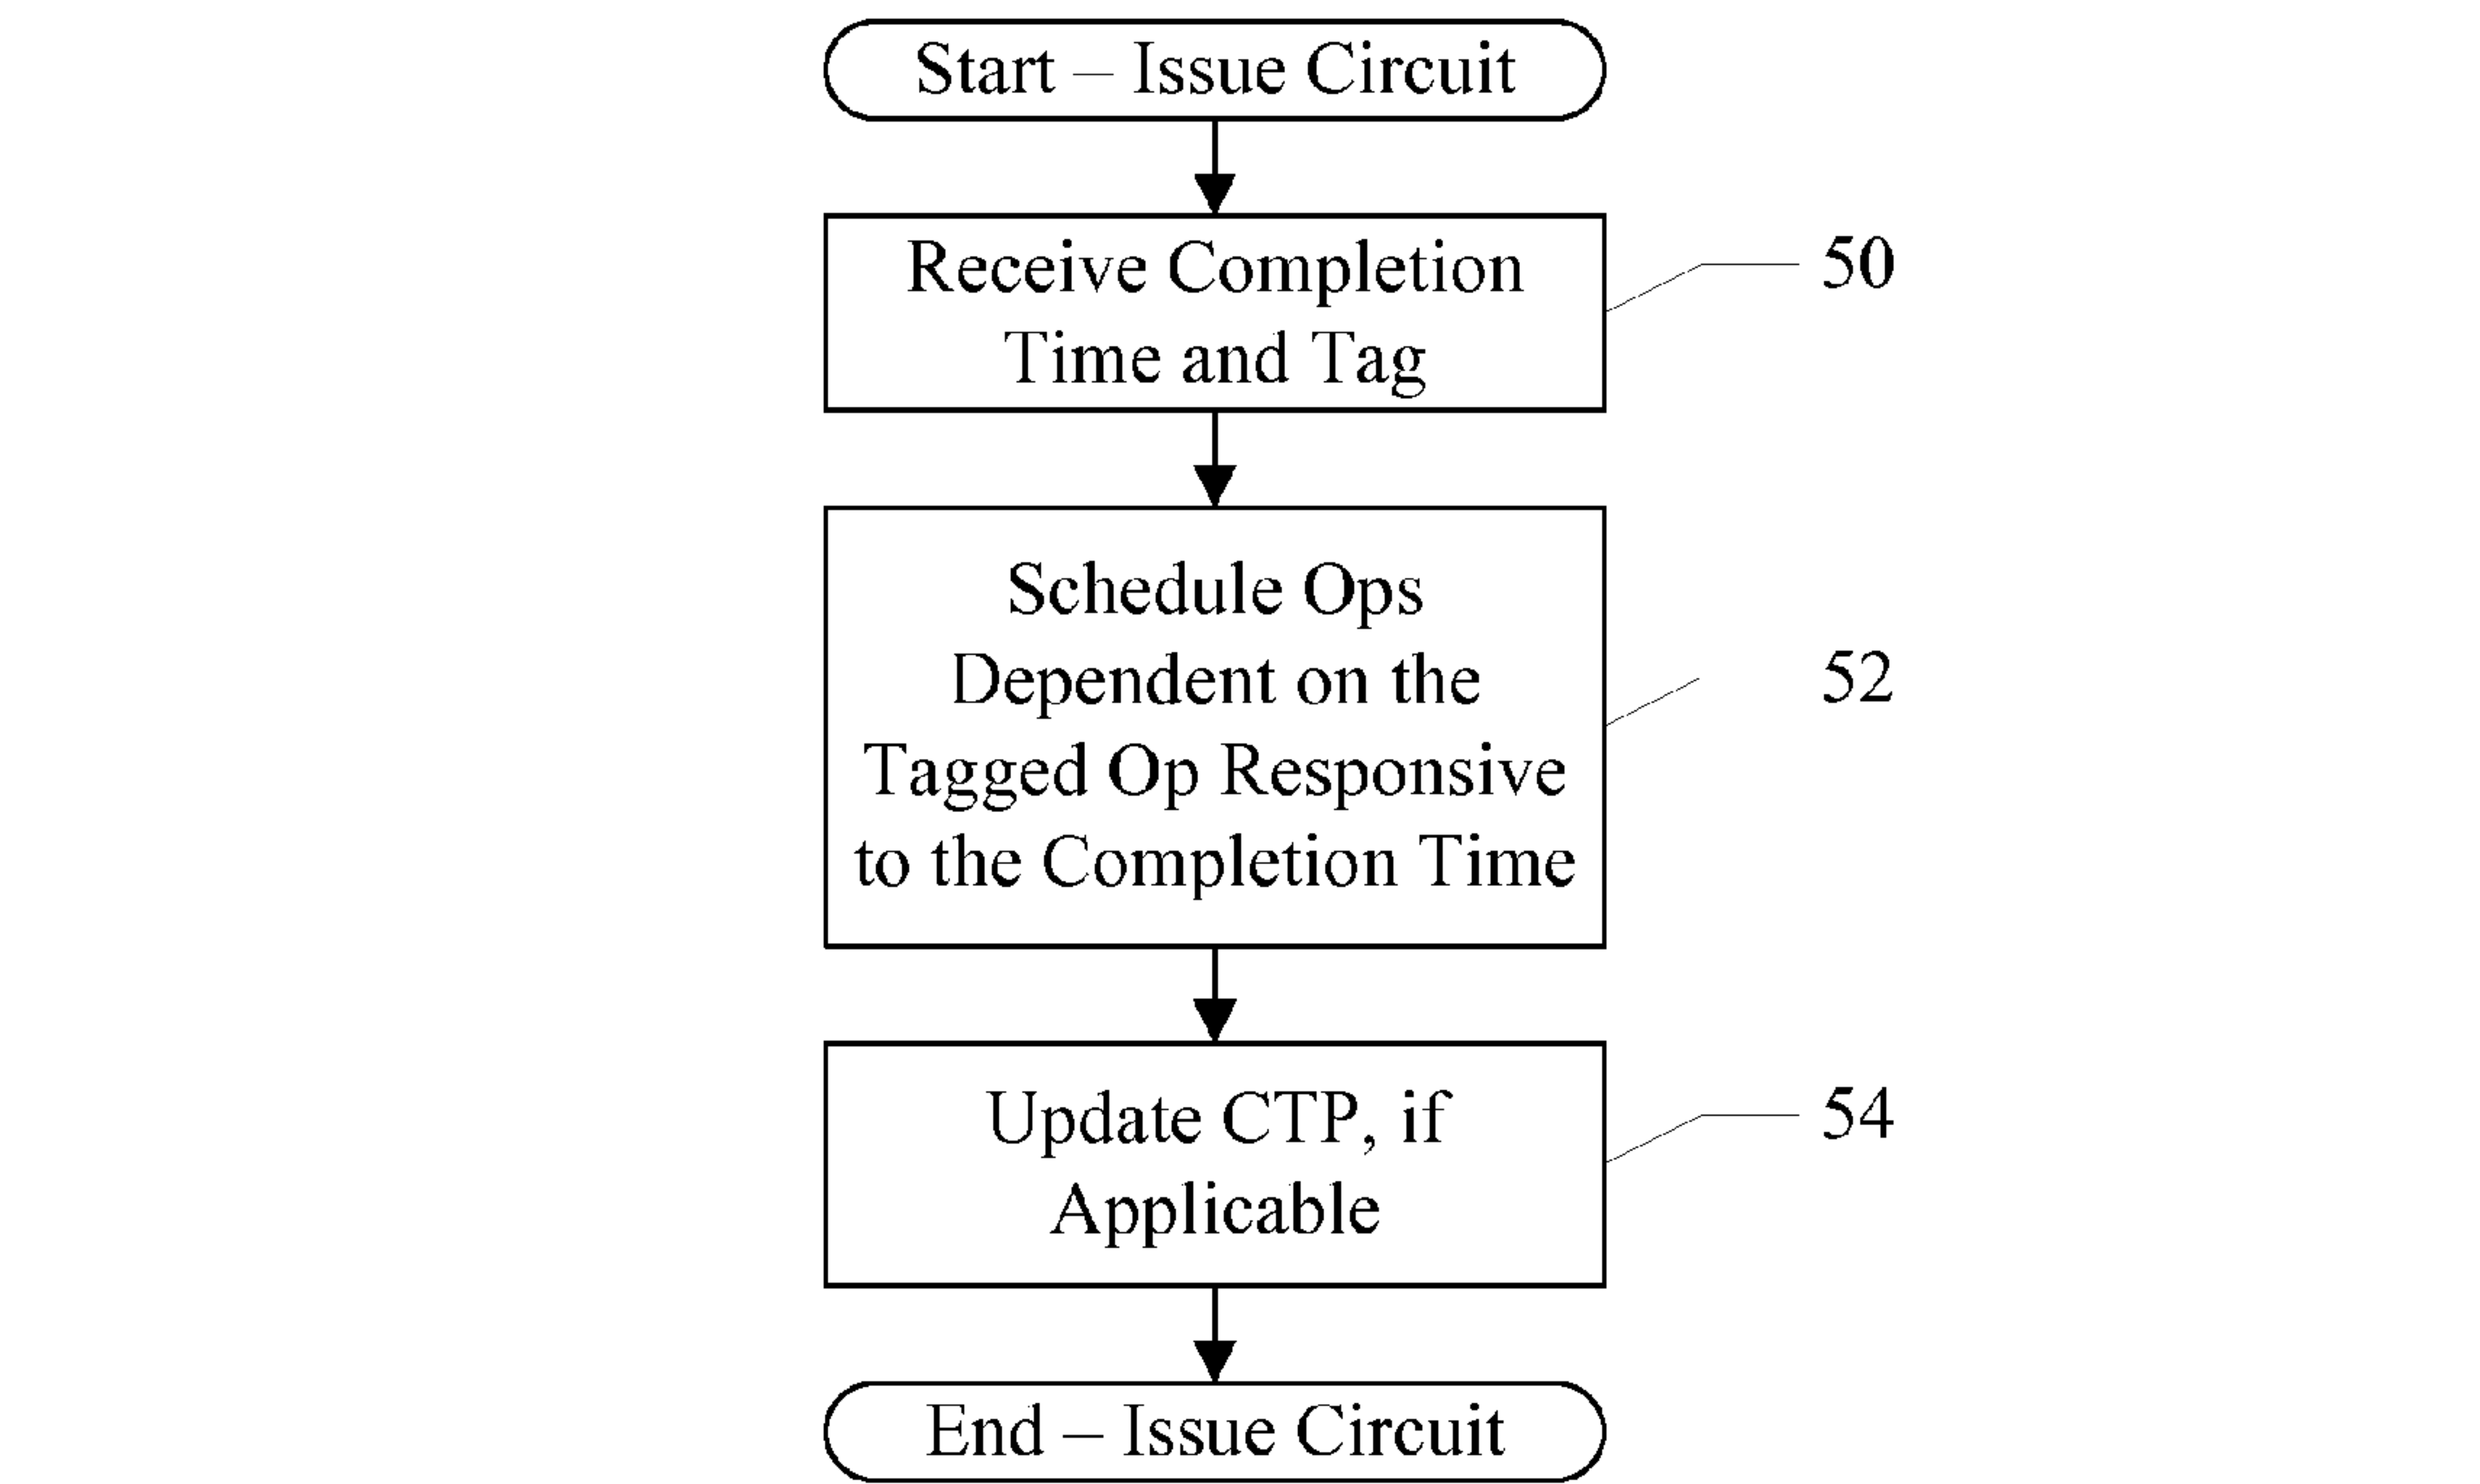 Start – Issue Circuit
Receive Completion
Time and Tag
50
Schedule Ops
Dependent on the
Tagged Op Responsive
to the Completion Time
52
Update CTP, if
Applicable
54
End – Issue Circuit